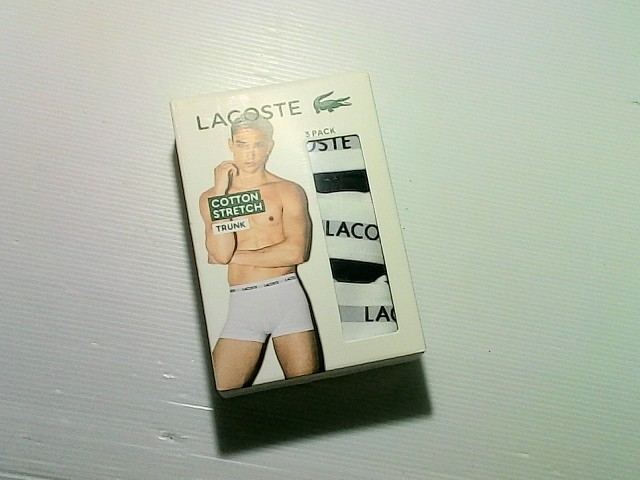 LACOSTE
3 PACK
OSTE
COTTON
STRETCH
TRUNK
LACO
LAC